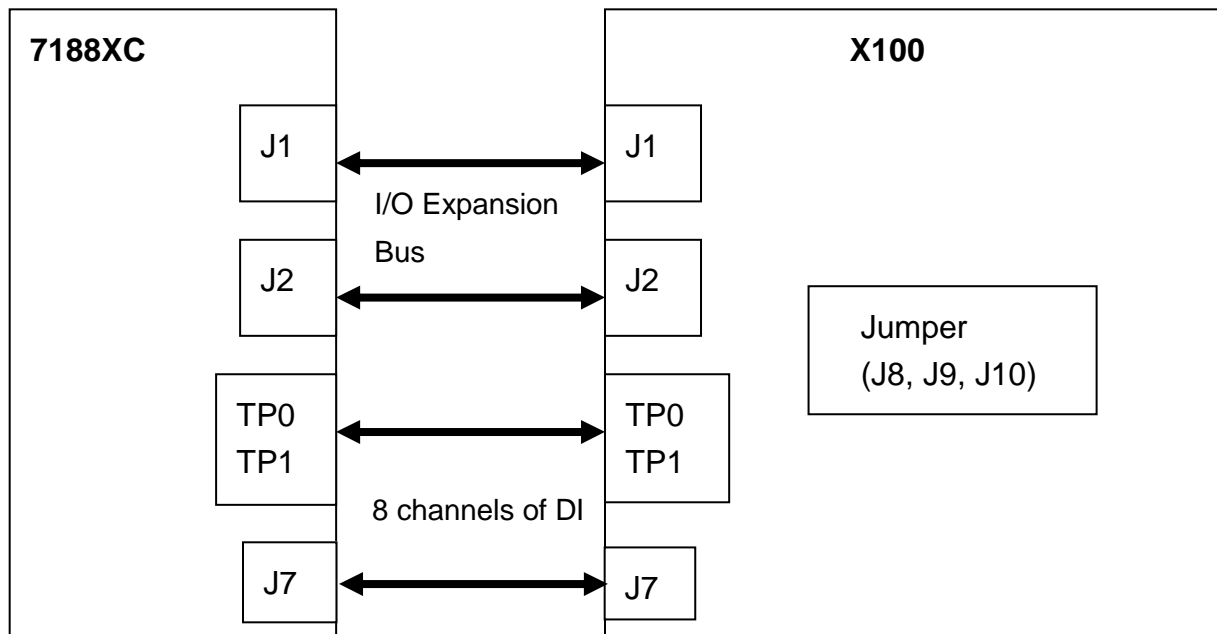 7188XC
X100
J1
J1
I/O Expansion
Bus
J2
J2
Jumper
(J8, J9, J10)
TP0
TP1
TP0
TP1
8 channels of DI
J7
J7